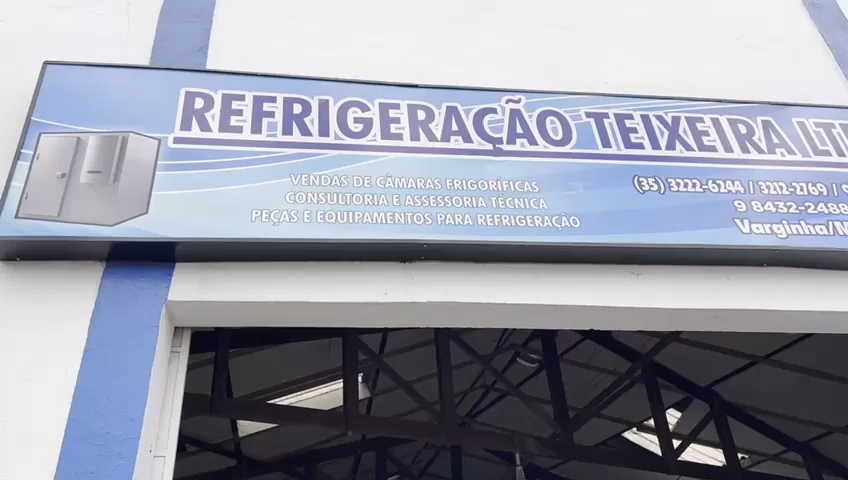 REFRIGERAÇÃO TEIXEIRA
VENDAS DE CÂMARAS FRIGORÍFICAS
CONSULTORIA E ASSESSORIA TÉCNICA
PEÇAS E EQUIPAMENTOS PARA REFRIGERAÇÃO
(35) 3222-6244 / 3212-2769 /
9 8432-2488
Varginha/